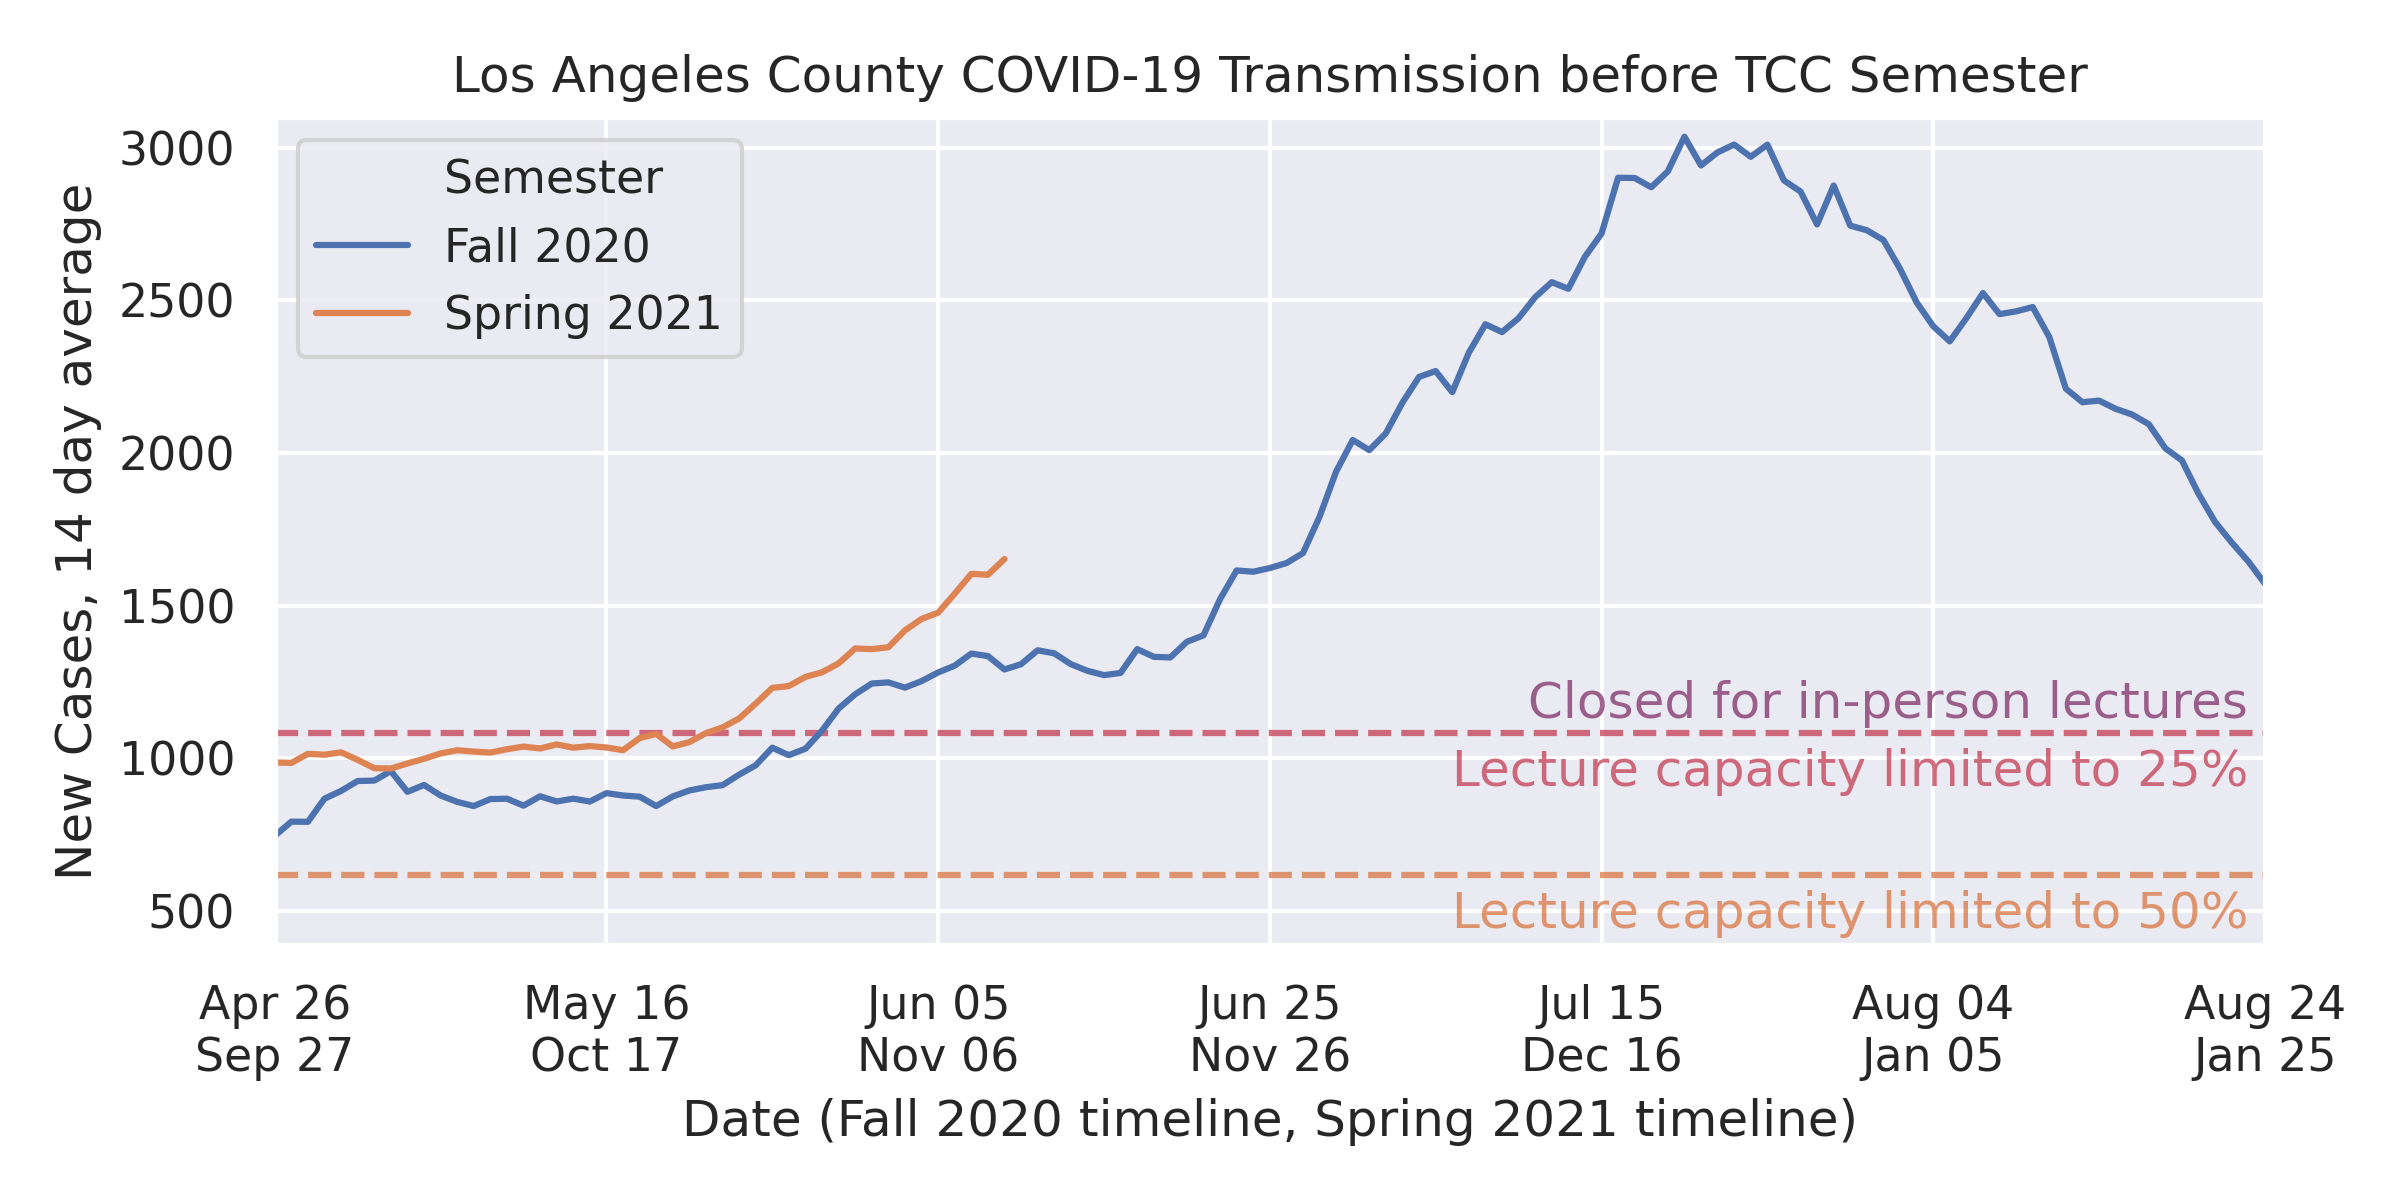 Los Angeles County COVID-19 Transmission before TCC Semester
New Cases, 14 day average
3000
2500
2000
1500
1000
500
Semester
Fall 2020
Spring 2021
Closed for in-person lectures
Lecture capacity limited to 25%
Lecture capacity limited to 50%
Apr 26 May 16 Jun 05 Jun 25 Jul 15 Aug 04 Aug 24
Sep 27 Oct 17 Nov 06 Nov 26 Dec 16 Jan 05 Jan 25
Date (Fall 2020 timeline, Spring 2021 timeline)